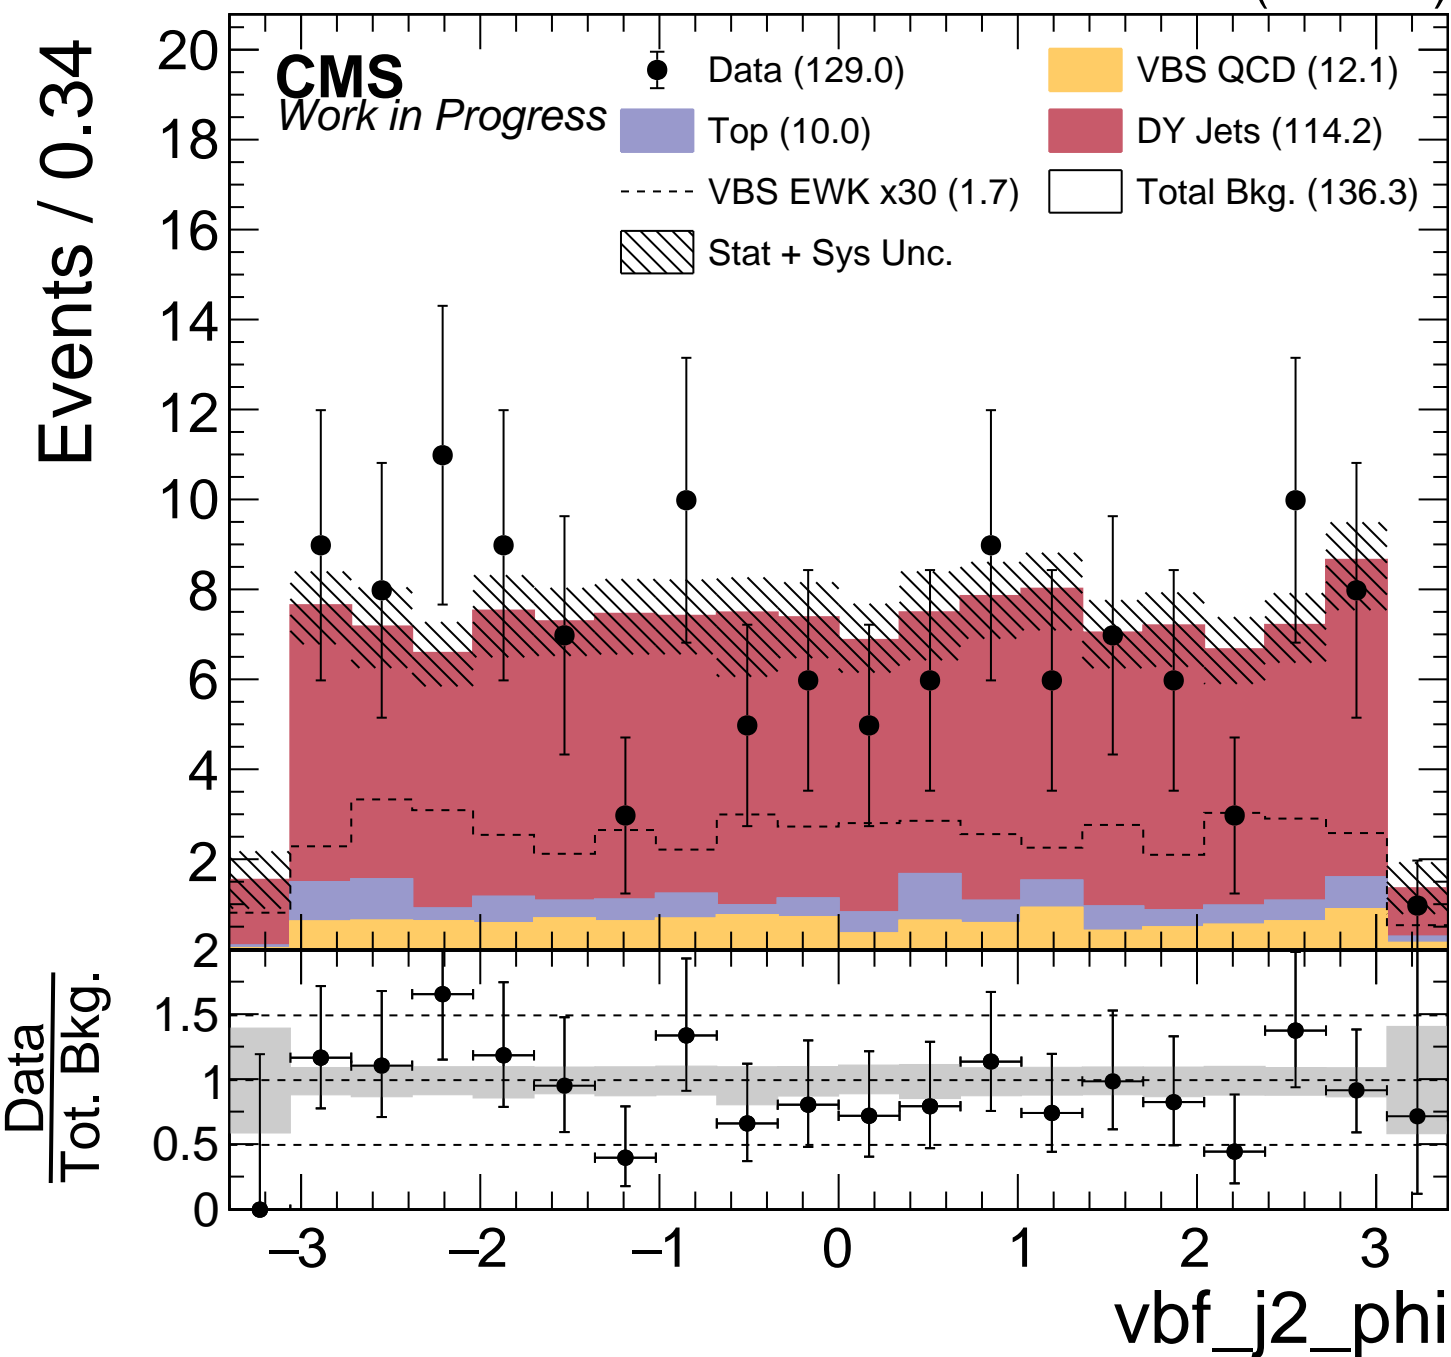 CMS
Work in Progress
Data (129.0)
VBS QCD (12.1)
Top (10.0)
DY Jets (114.2)
VBS EWK x30 (1.7)
Total Bkg. (136.3)
Stat + Sys Unc.
Events / 0.34
20
18
16
14
12
10
8
6
4
2
2
1.5
1
0.5
0
Data
Tot. Bkg.
−3
−2
−1
0
1
2
3
vbf_j2_phi